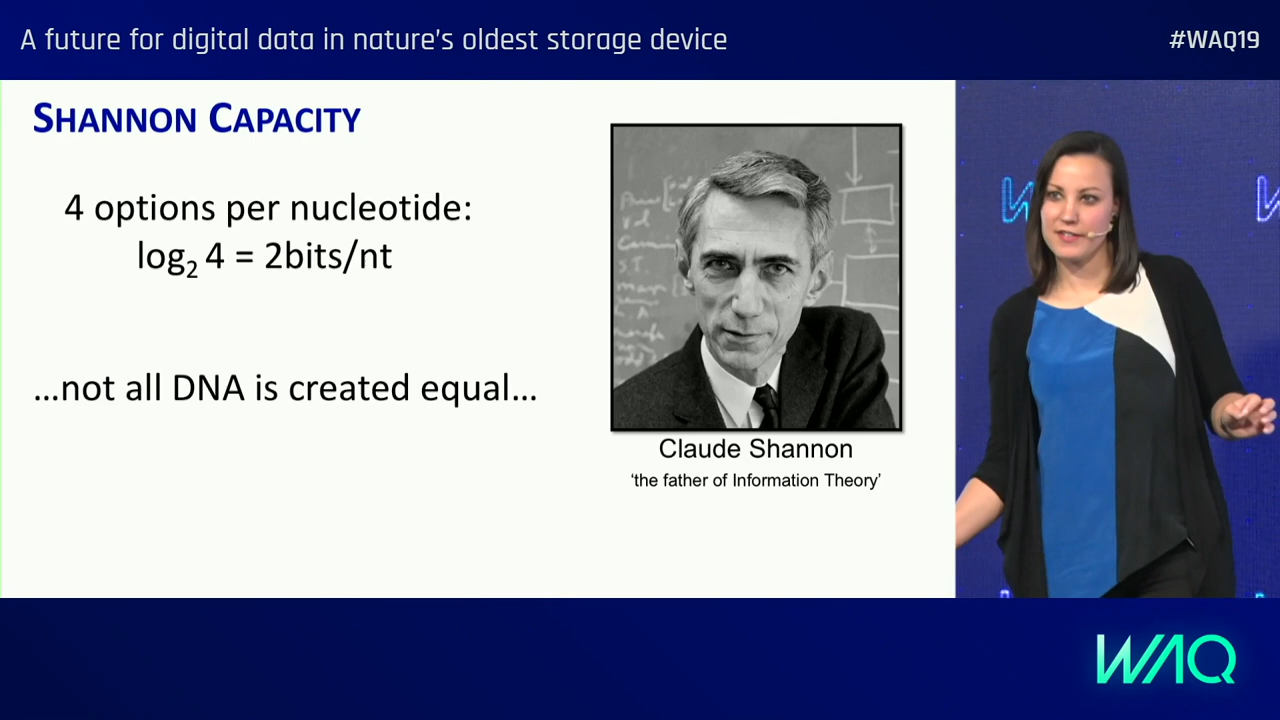 A future for digital data in nature's oldest storage device
#WAQ19
SHANNON CAPACITY
4 options per nucleotide:
log₂ 4 = 2bits/nt
...not all DNA is created equal...
Claude Shannon
'the father of Information Theory'
WAQ